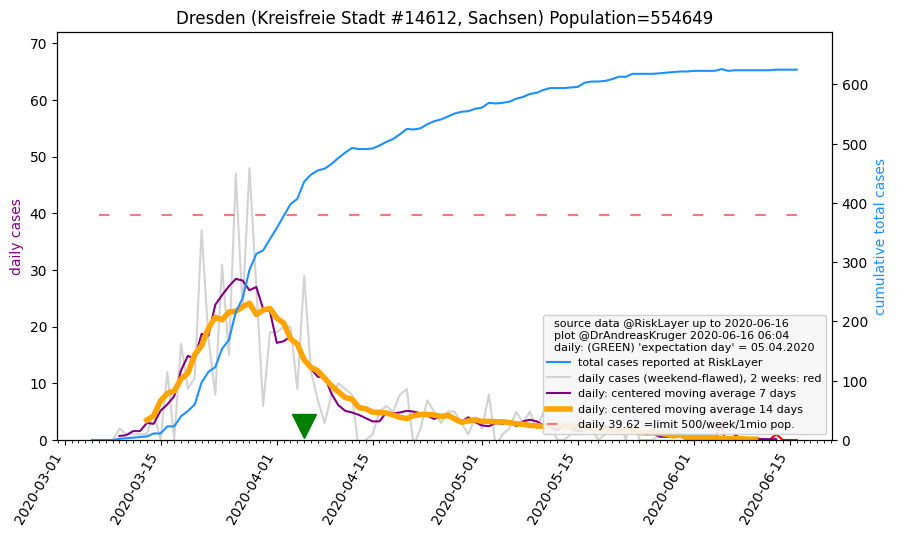 Dresden (Kreisfreie Stadt #14612, Sachsen) Population=554649
daily cases
70
60
50
40
30
20
10
0
cumulative total cases
600
500
400
300
200
100
0
source data @RiskLayer up to 2020-06-16
plot @DrAndreasKruger 2020-06-16 06:04
daily: (GREEN) 'expectation day' = 05.04.2020
total cases reported at RiskLayer
daily cases (weekend-flawed), 2 weeks: red
daily: centered moving average 7 days
daily: centered moving average 14 days
daily 39.62 =limit 500/week/1mio pop.
2020-03-01
2020-03-15
2020-04-01
2020-04-15
2020-05-01
2020-05-15
2020-06-01
2020-06-15